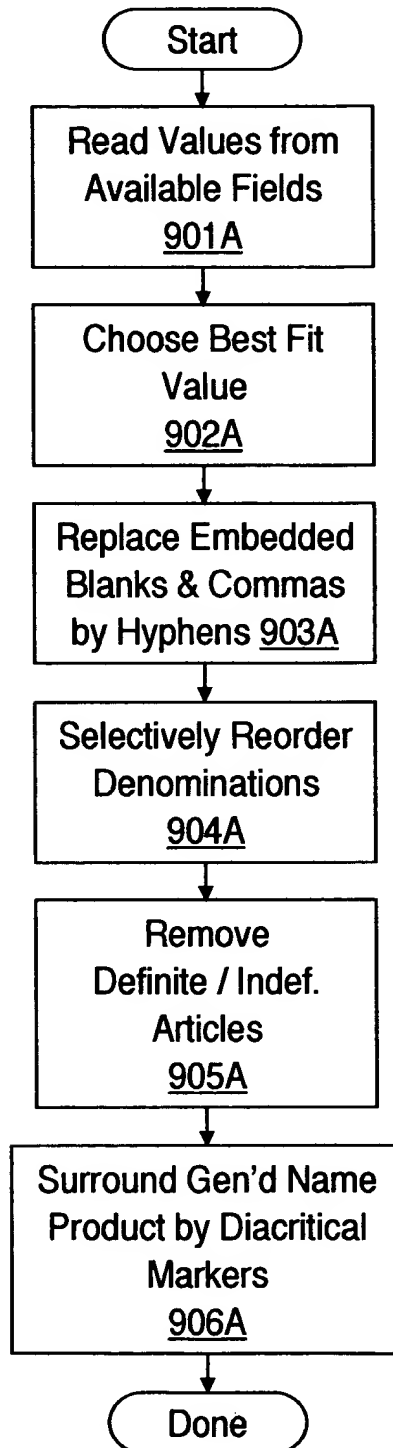 Start
Read Values from
Available Fields
901A
Choose Best Fit
Value
902A
Replace Embedded
Blanks & Commas
by Hyphens 903A
Selectively Reorder
Denominations
904A
Remove
Definite / Indef.
Articles
905A
Surround Gen'd Name
Product by Diacritical
Markers
906A
Done